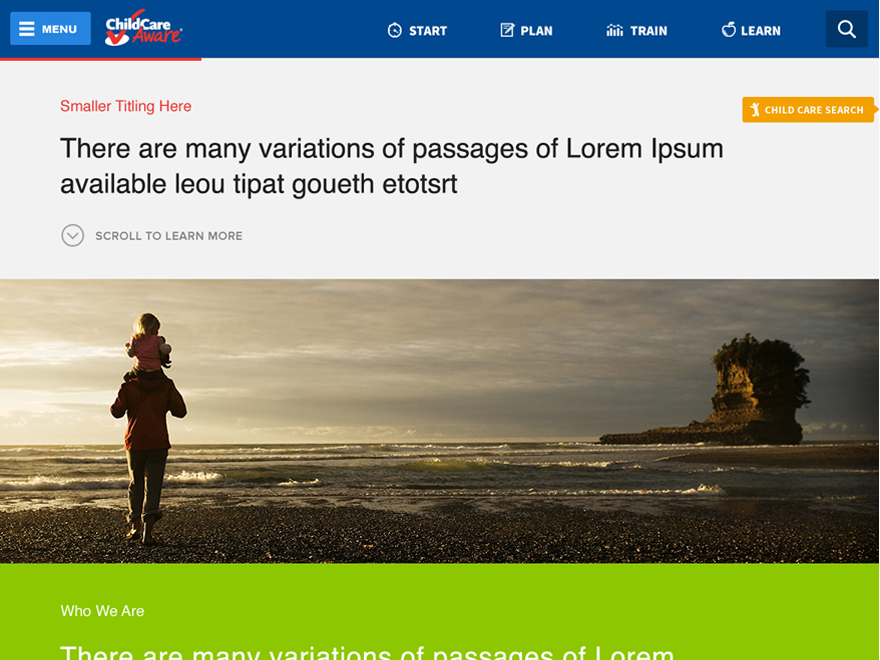 MENU
ChildCare
Aware
START
PLAN
TRAIN
LEARN
Smaller Titling Here
CHILD CARE SEARCH
There are many variations of passages of Lorem Ipsum
available leou tipat goueth etotsrt
SCROLL TO LEARN MORE
Who We Are
There are many variations of passages of Lorem